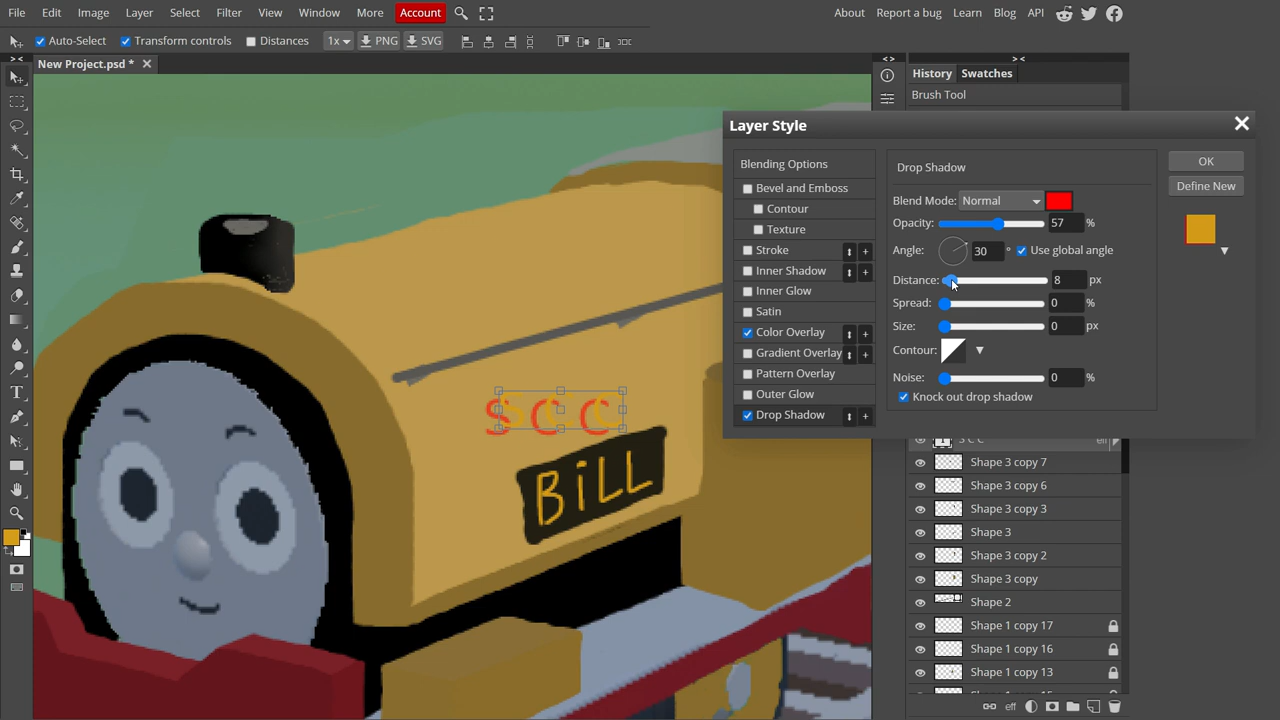 File Edit Image Layer Select Filter View Window More Account About Report a bug Learn Blog API
Auto-Select Transform controls Distances 1x PNG SVG
New Project.psd *
History Swatches
Brush Tool
Layer Style
Blending Options
Bevel and Emboss
Contour
Texture
Stroke
Inner Shadow
Inner Glow
Satin
Color Overlay
Gradient Overlay
Pattern Overlay
Outer Glow
Drop Shadow
Drop Shadow
Blend Mode: Normal
Opacity: 57 %
Angle: 30 ° Use global angle
Distance: 8 px
Spread: 0 %
Size: 0 px
Contour:
Noise: 0 %
Knock out drop shadow
OK
Define New
S C C
BiLL
S C C eff
Shape 3 copy 7
Shape 3 copy 6
Shape 3 copy 3
Shape 3
Shape 3 copy 2
Shape 3 copy
Shape 2
Shape 1 copy 17
Shape 1 copy 16
Shape 1 copy 13
eff